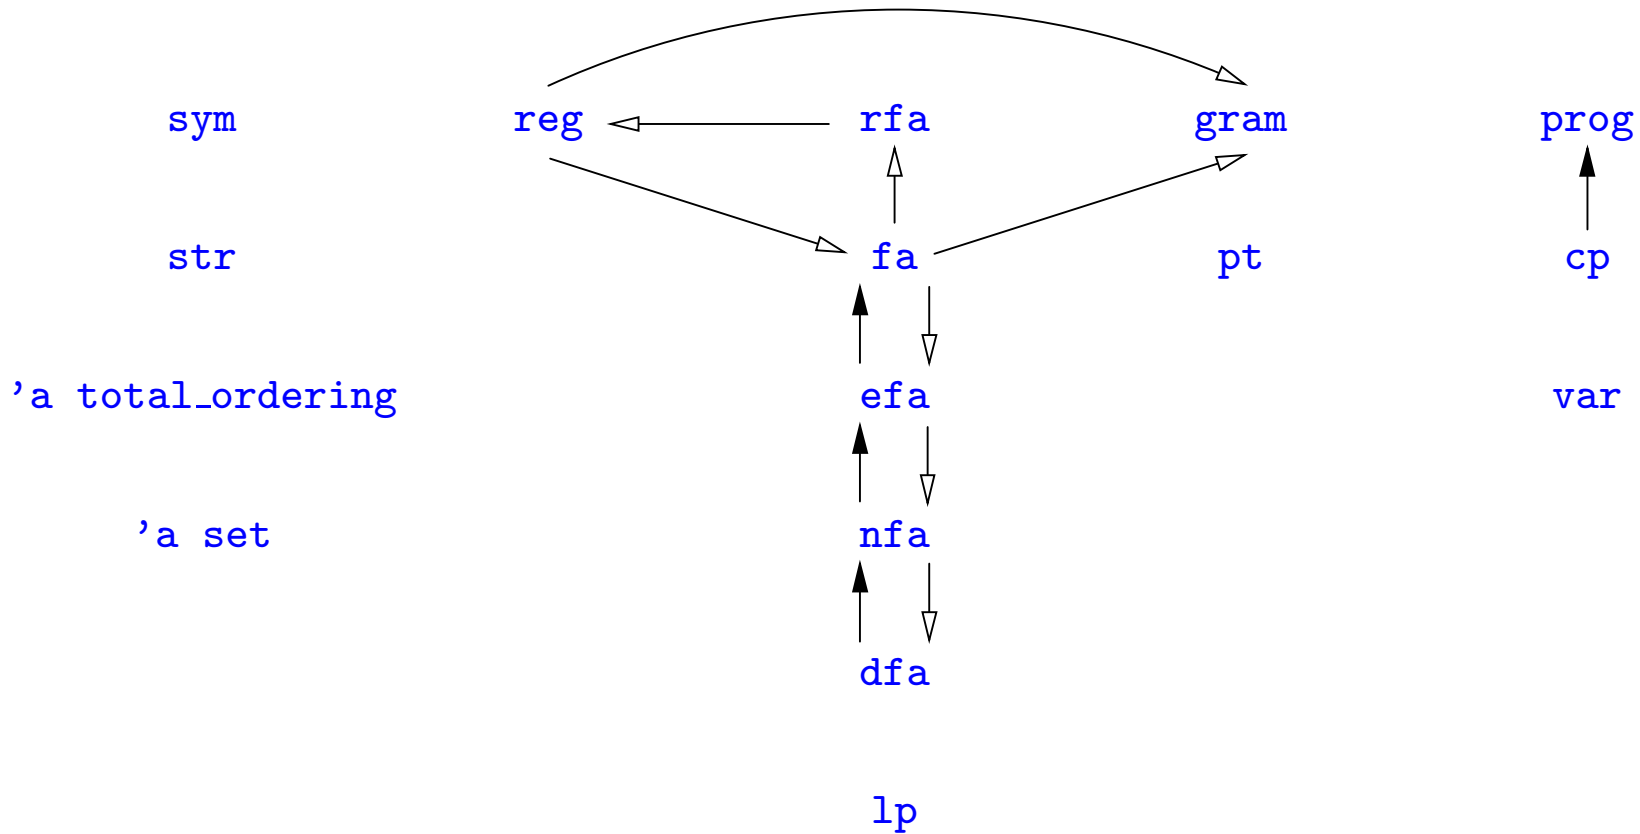 sym reg rfa gram prog
str fa pt cp
’a total_ordering efa var
’a set nfa
dfa
lp